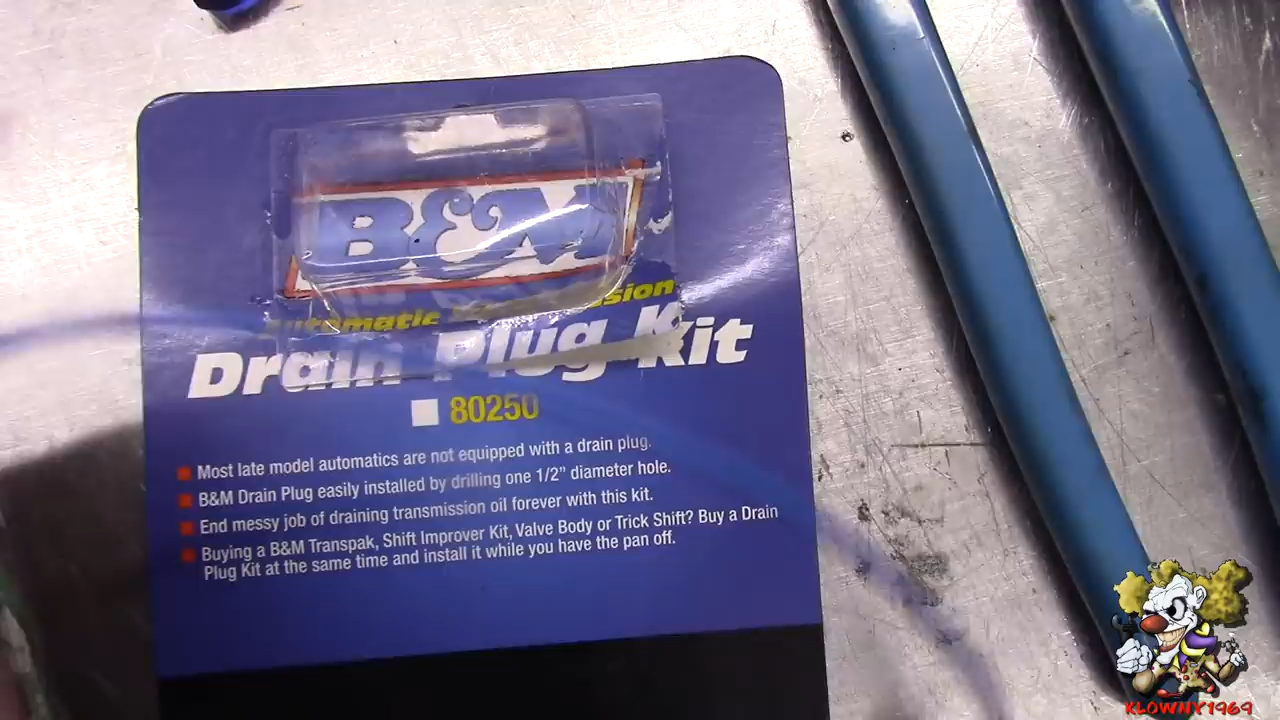 B&M
Automatic Transmission
Drain Plug Kit
80250
Most late model automatics are not equipped with a drain plug.
B&M Drain Plug easily installed by drilling one 1/2" diameter hole.
End messy job of draining transmission oil forever with this kit.
Buying a B&M Transpak, Shift Improver Kit, Valve Body or Trick Shift? Buy a Drain
Plug Kit at the same time and install it while you have the pan off.
KLOWNY1969